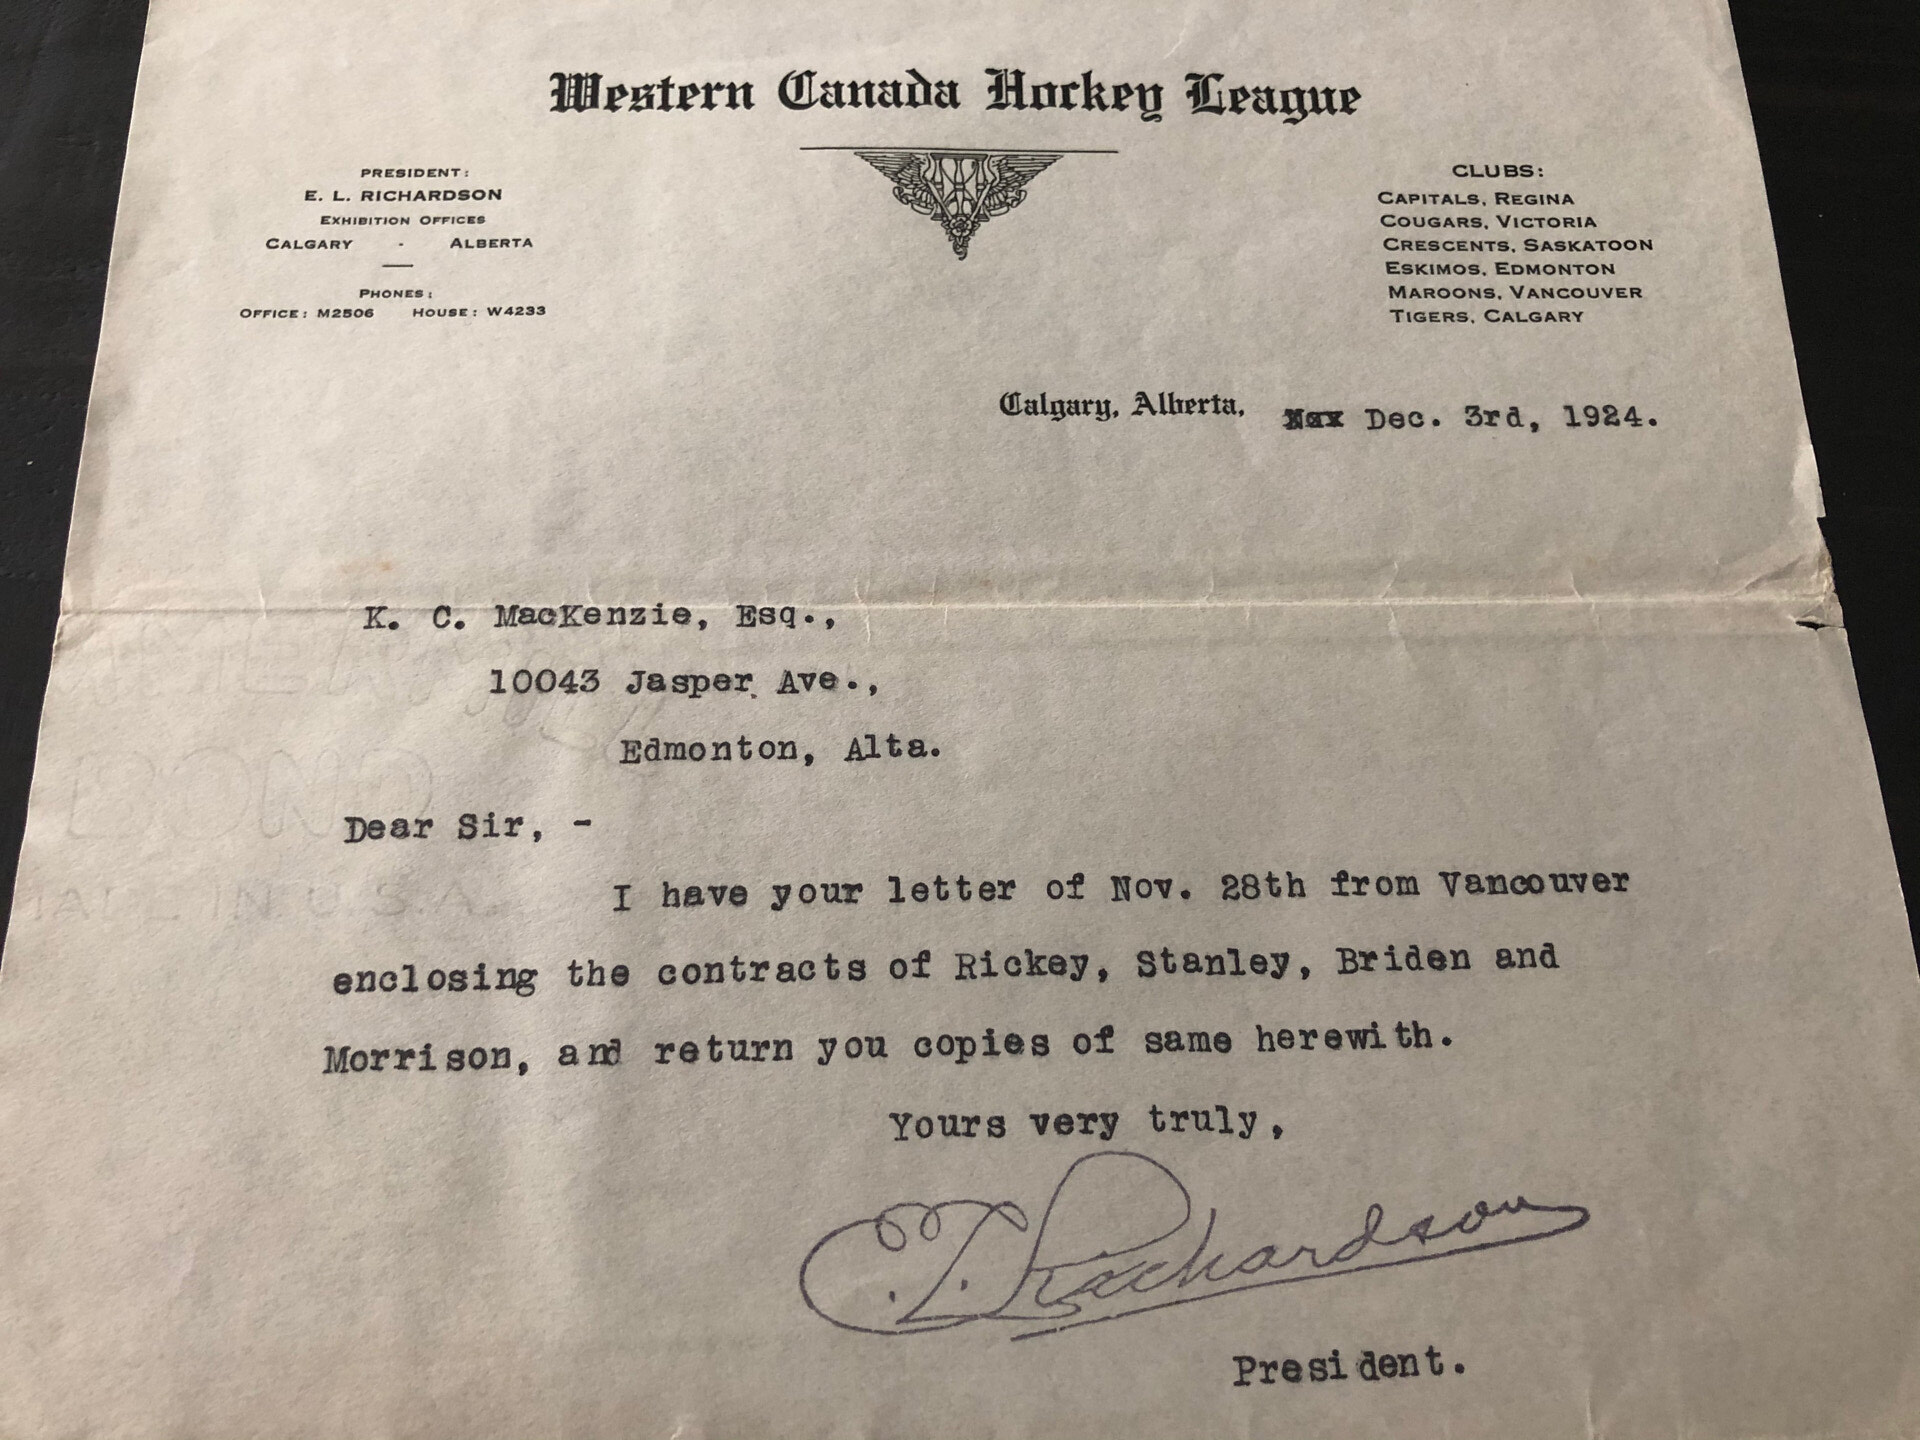 Western Canada Hockey League
PRESIDENT:
E. L. RICHARDSON
EXHIBITION OFFICES
CALGARY - ALBERTA
PHONES:
OFFICE: M2506 HOUSE: W4233
CLUBS:
CAPITALS, REGINA
COUGARS, VICTORIA
CRESCENTS, SASKATOON
ESKIMOS, EDMONTON
MAROONS, VANCOUVER
TIGERS, CALGARY
Calgary, Alberta, Dec. 3rd, 1924.
K. C. MacKenzie, Esq.,
10043 Jasper Ave.,
Edmonton, Alta.
Dear Sir, -
I have your letter of Nov. 28th from Vancouver
enclosing the contracts of Rickey, Stanley, Briden and
Morrison, and return you copies of same herewith.
Yours very truly,
E. L. Richardson
President.